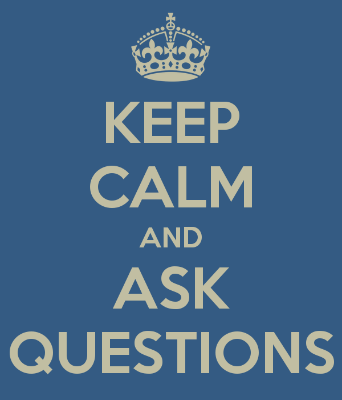 KEEP
CALM
AND
ASK
QUESTIONS